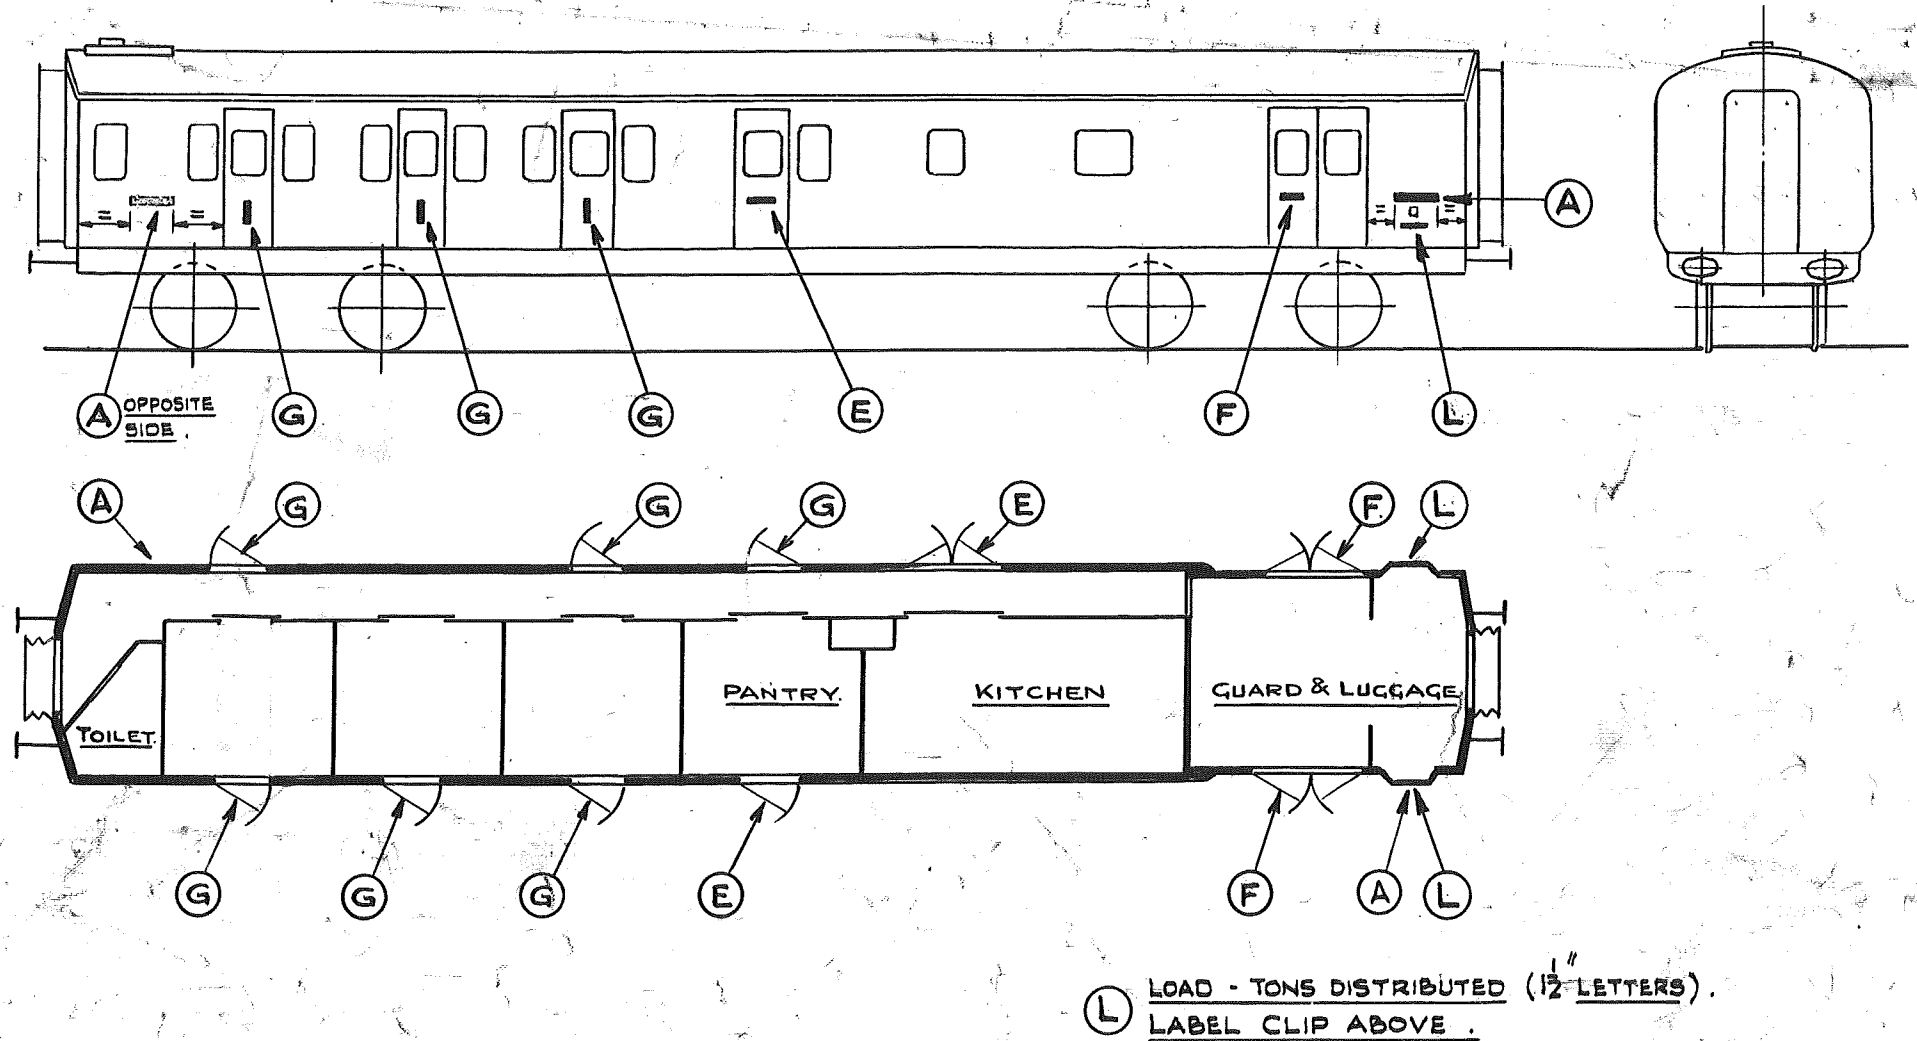 = = = =
A
A OPPOSITE
SIDE .
G G G E F L
A G G G E F L
PANTRY. KITCHEN GUARD & LUGGAGE
TOILET.
G G G E F A L
L LOAD - TONS DISTRIBUTED (1½" LETTERS) .
LABEL CLIP ABOVE .